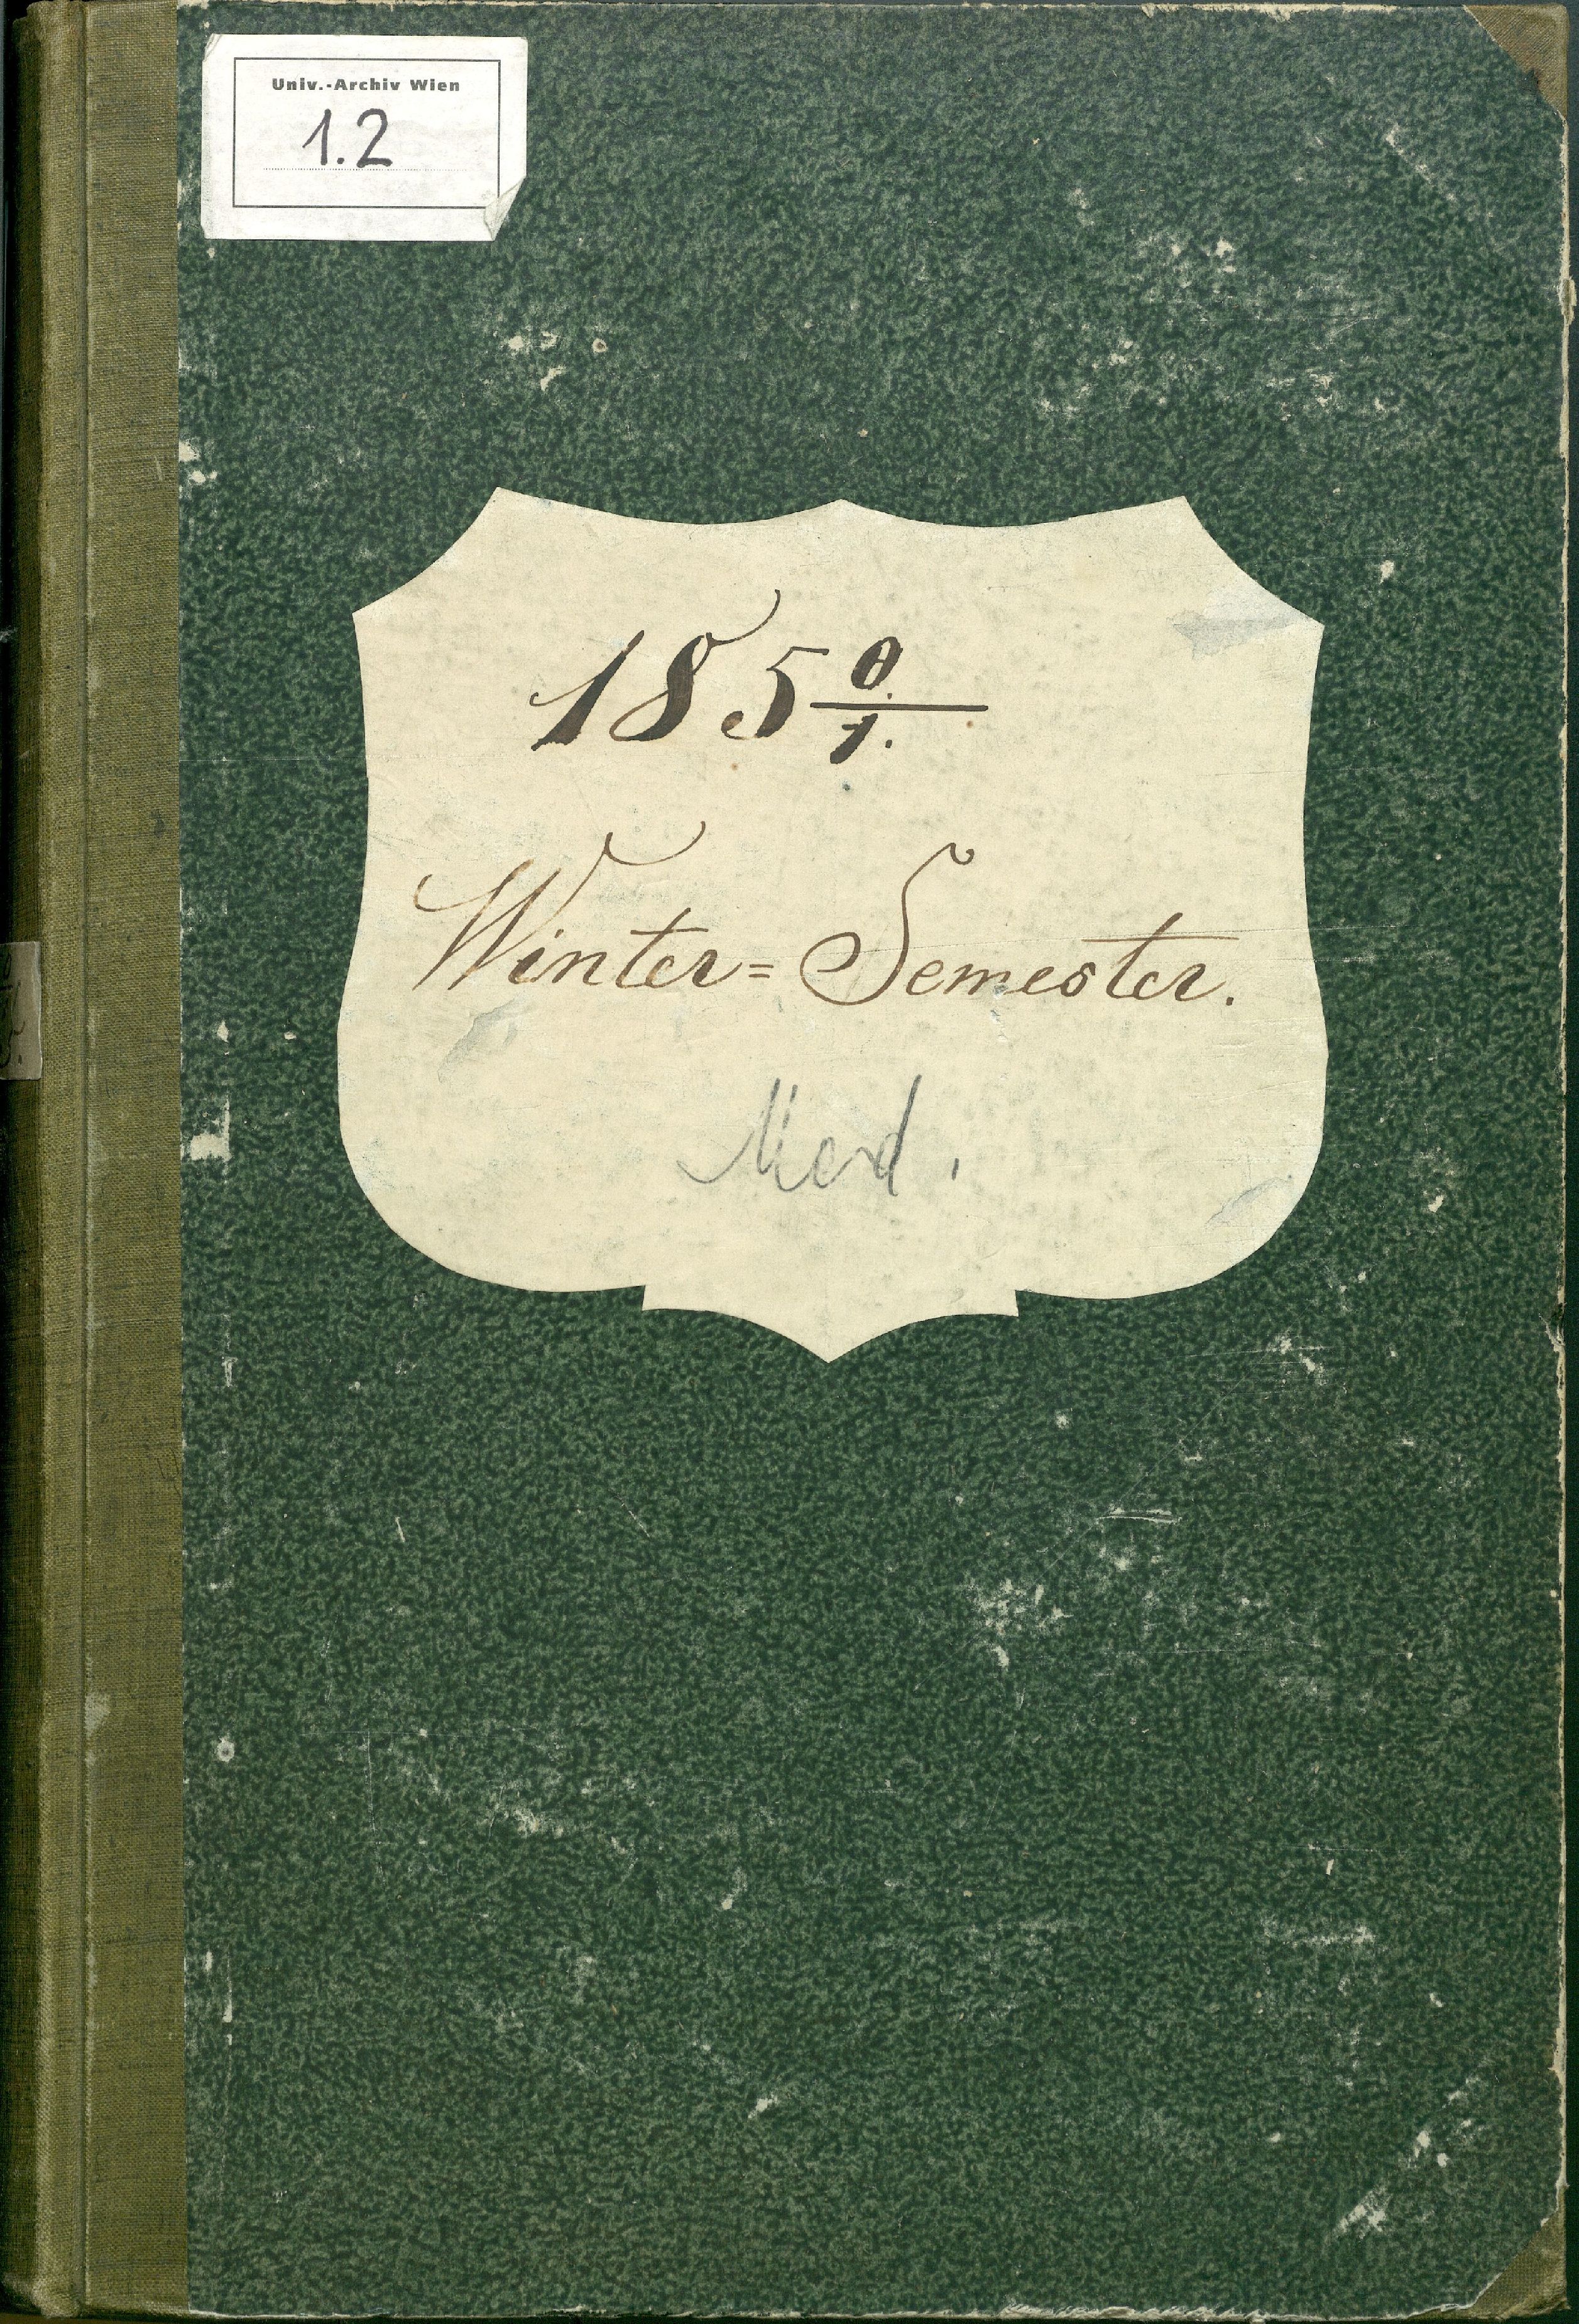 Univ.-Archiv Wien
1.2
185 0./1.
Winter= Semester.
Med.